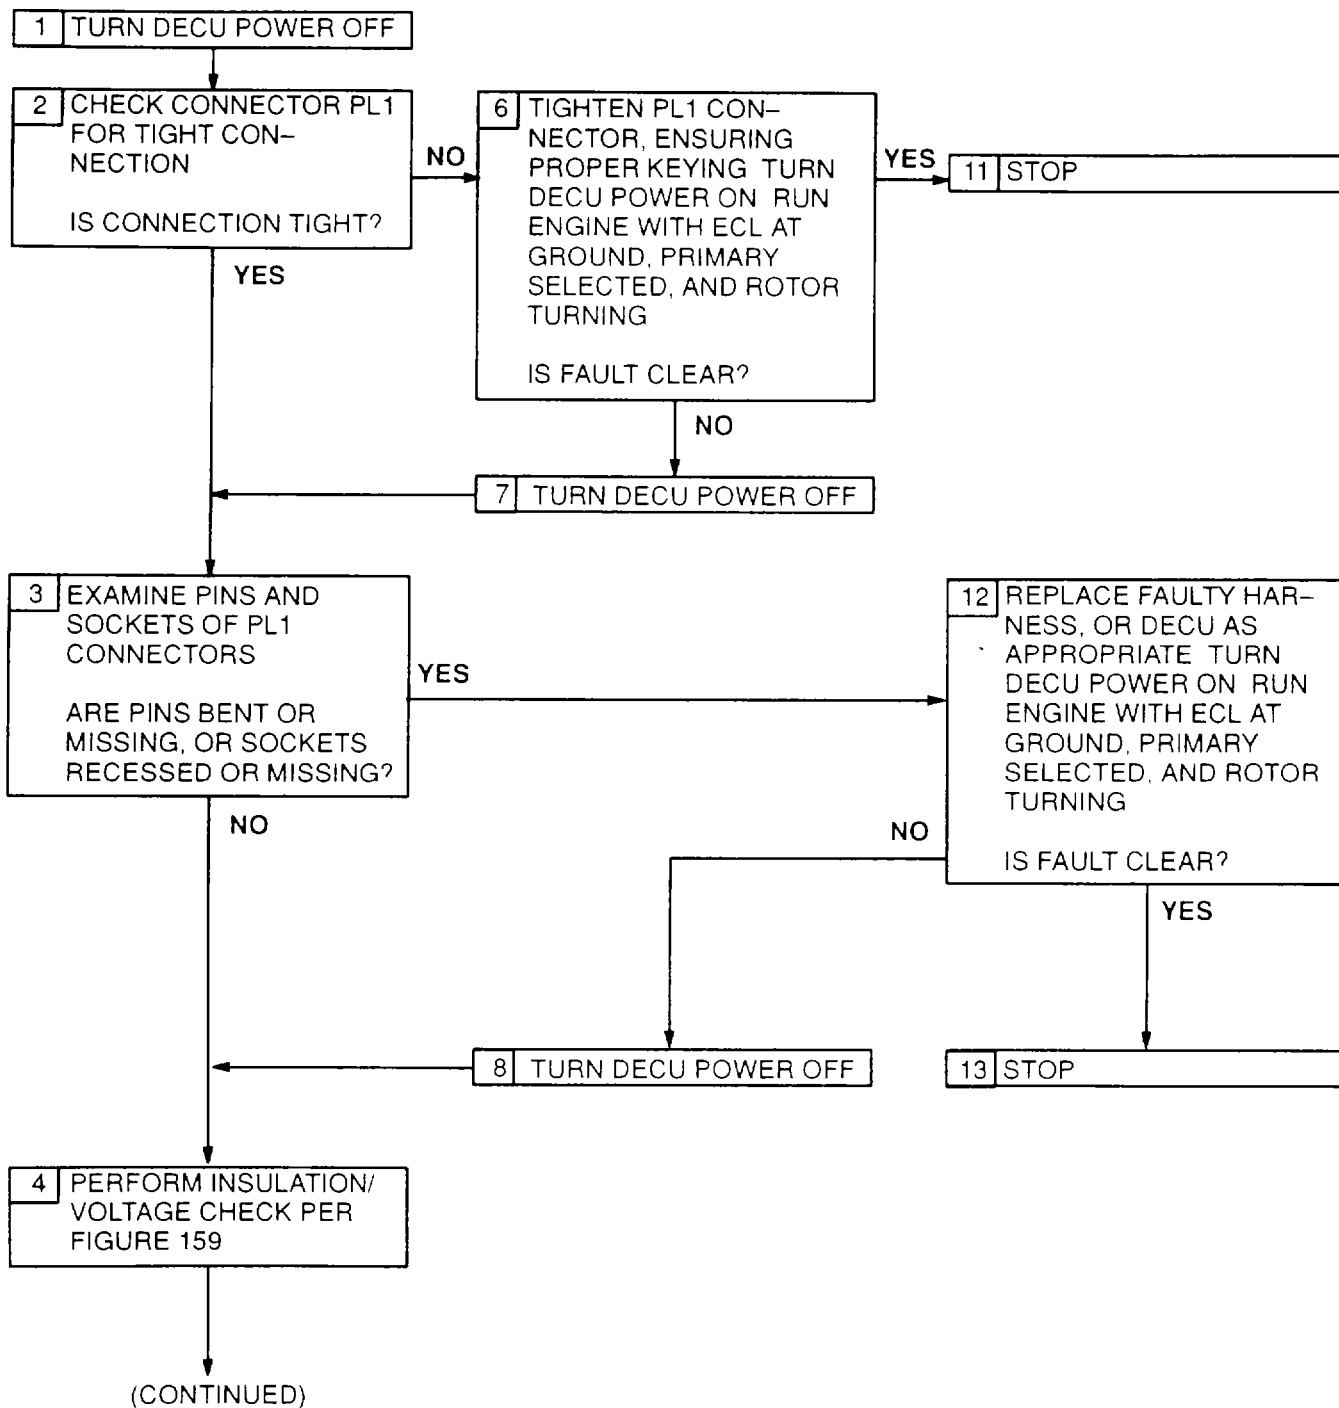 1 TURN DECU POWER OFF
2 CHECK CONNECTOR PL1
FOR TIGHT CON-
NECTION
IS CONNECTION TIGHT?
NO
YES
6 TIGHTEN PL1 CON-
NECTOR, ENSURING
PROPER KEYING TURN
DECU POWER ON RUN
ENGINE WITH ECL AT
GROUND, PRIMARY
SELECTED, AND ROTOR
TURNING
IS FAULT CLEAR?
YES
11 STOP
NO
7 TURN DECU POWER OFF
3 EXAMINE PINS AND
SOCKETS OF PL1
CONNECTORS
ARE PINS BENT OR
MISSING, OR SOCKETS
RECESSED OR MISSING?
YES
NO
12 REPLACE FAULTY HAR-
NESS, OR DECU AS
APPROPRIATE TURN
DECU POWER ON RUN
ENGINE WITH ECL AT
GROUND, PRIMARY
SELECTED, AND ROTOR
TURNING
IS FAULT CLEAR?
NO
YES
8 TURN DECU POWER OFF
13 STOP
4 PERFORM INSULATION/
VOLTAGE CHECK PER
FIGURE 159
(CONTINUED)